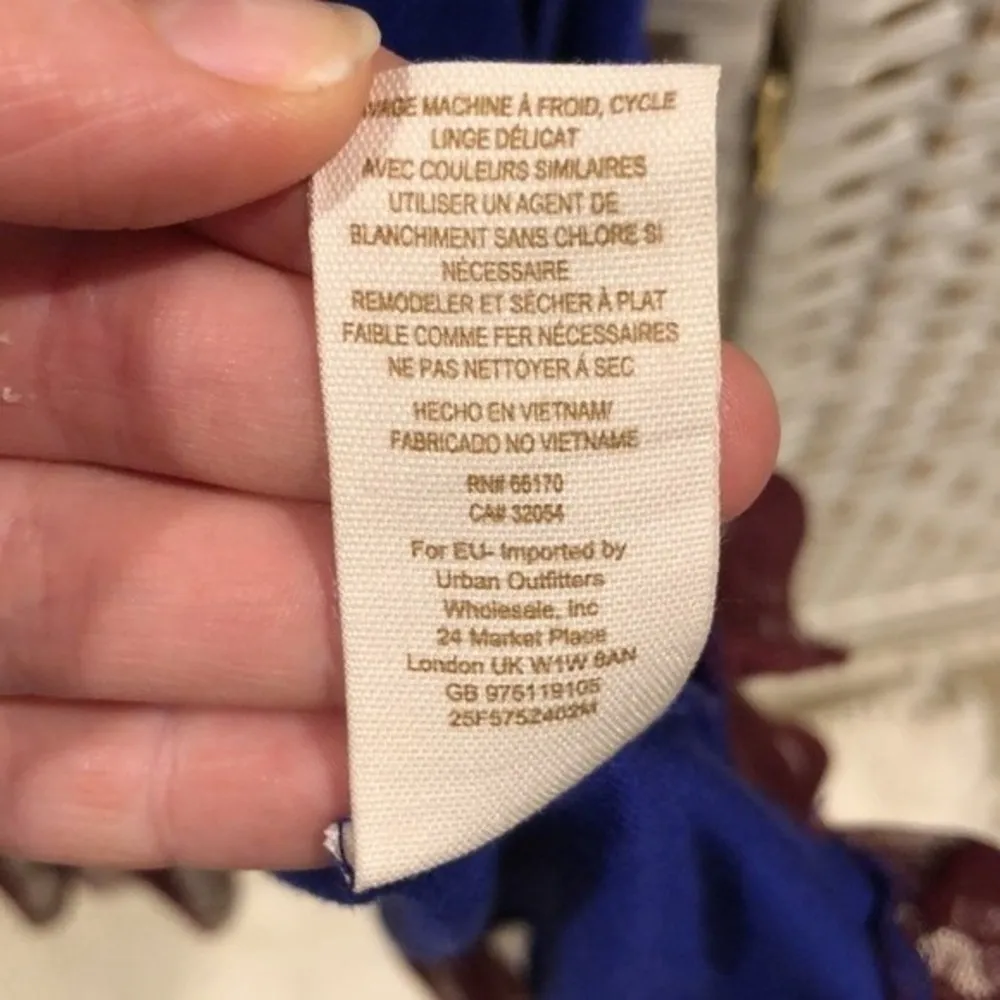 LAVAGE MACHINE À FROID, CYCLE
LINGE DÉLICAT
AVEC COULEURS SIMILAIRES
UTILISER UN AGENT DE
BLANCHIMENT SANS CHLORE SI
NÉCESSAIRE
REMODELER ET SÉCHER À PLAT
FAIBLE COMME FER NÉCESSAIRES
NE PAS NETTOYER À SEC
HECHO EN VIETNAM/
FABRICADO NO VIETNAME
RN# 66170
CA# 32054
For EU- Imported by
Urban Outfitters
Wholesale, Inc
24 Market Place
London UK W1W 8AN
GB 976119105